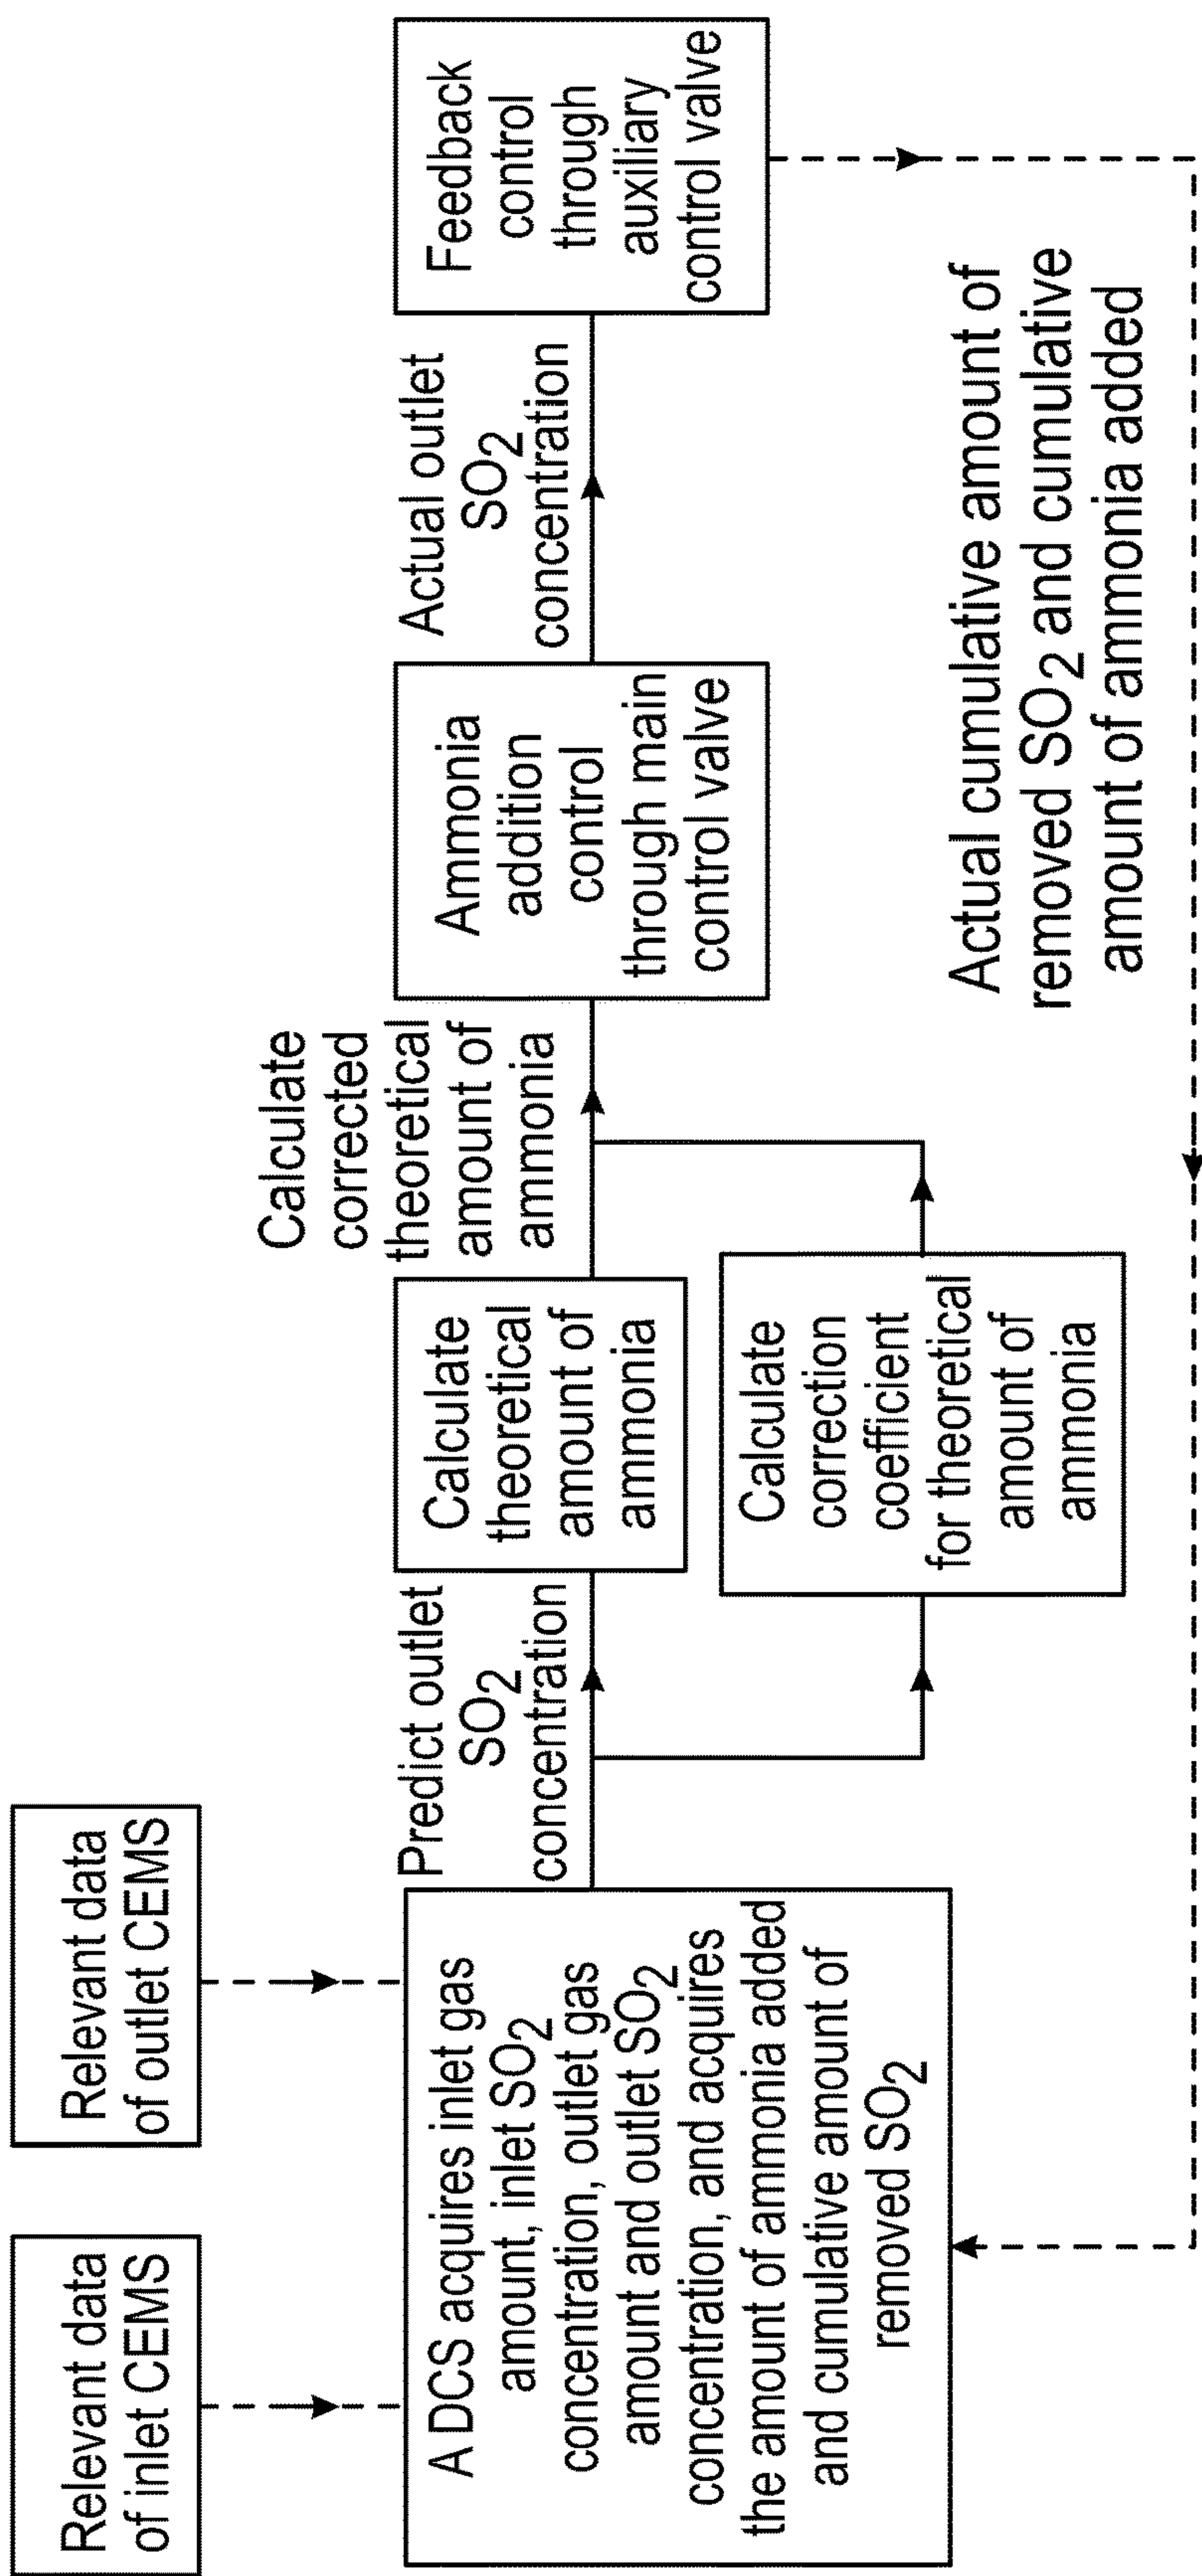 Relevant data
of inlet CEMS
Relevant data
of outlet CEMS
A DCS acquires inlet gas
amount, inlet SO2
concentration, outlet gas
amount and outlet SO2
concentration, and acquires
the amount of ammonia added
and cumulative amount of
removed SO2
Predict outlet
SO2
concentration
Calculate
theoretical
amount of
ammonia
Calculate
correction
coefficient
for theoretical
amount of
ammonia
Calculate
corrected
theoretical
amount of
ammonia
Ammonia
addition
control
through main
control valve
Actual outlet
SO2
concentration
Feedback
control
through
auxiliary
control valve
Actual cumulative amount of
removed SO2 and cumulative
amount of ammonia added